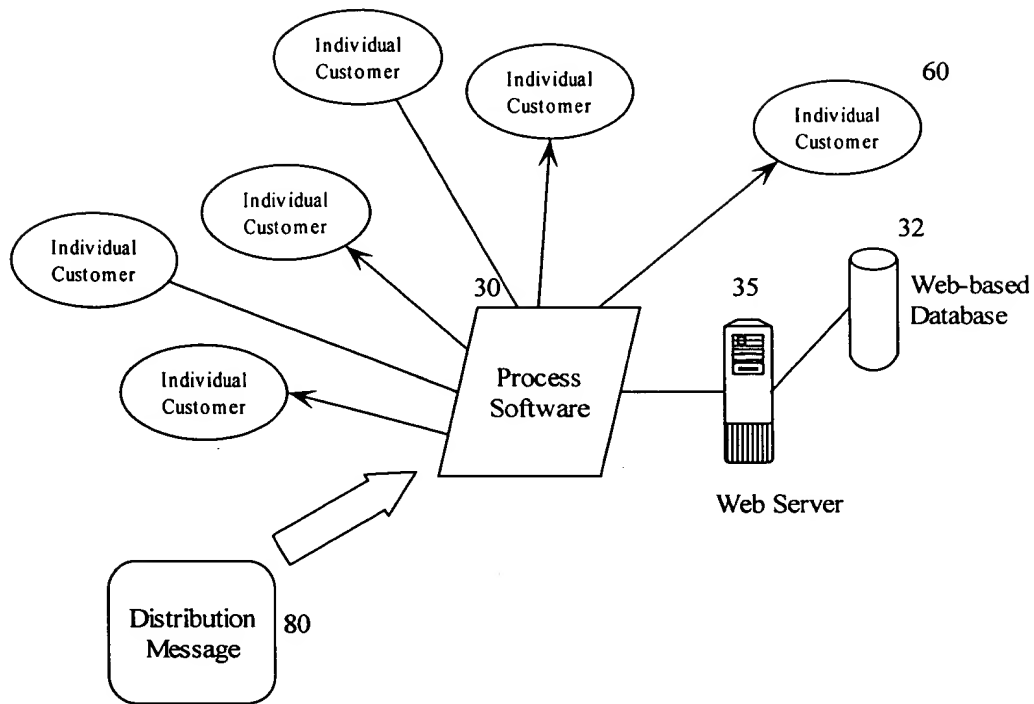 Individual
Customer
Individual
Customer
60
Individual
Customer
Individual
Customer
32
Individual
Customer
30
35
Web-based
Database
Process
Software
Individual
Customer
Web Server
Distribution
Message
80